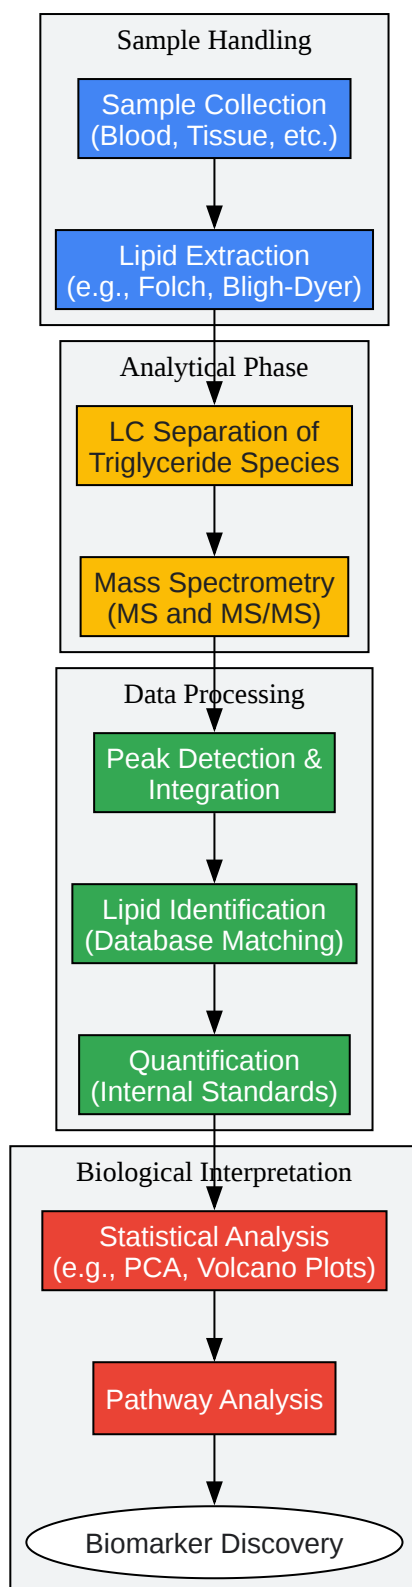 Sample Handling
Sample Collection
(Blood, Tissue, etc.)
Lipid Extraction
(e.g., Folch, Bligh-Dyer)
Analytical Phase
LC Separation of
Triglyceride Species
Mass Spectrometry
(MS and MS/MS)
Data Processing
Peak Detection &
Integration
Lipid Identification
(Database Matching)
Quantification
(Internal Standards)
Biological Interpretation
Statistical Analysis
(e.g., PCA, Volcano Plots)
Pathway Analysis
Biomarker Discovery